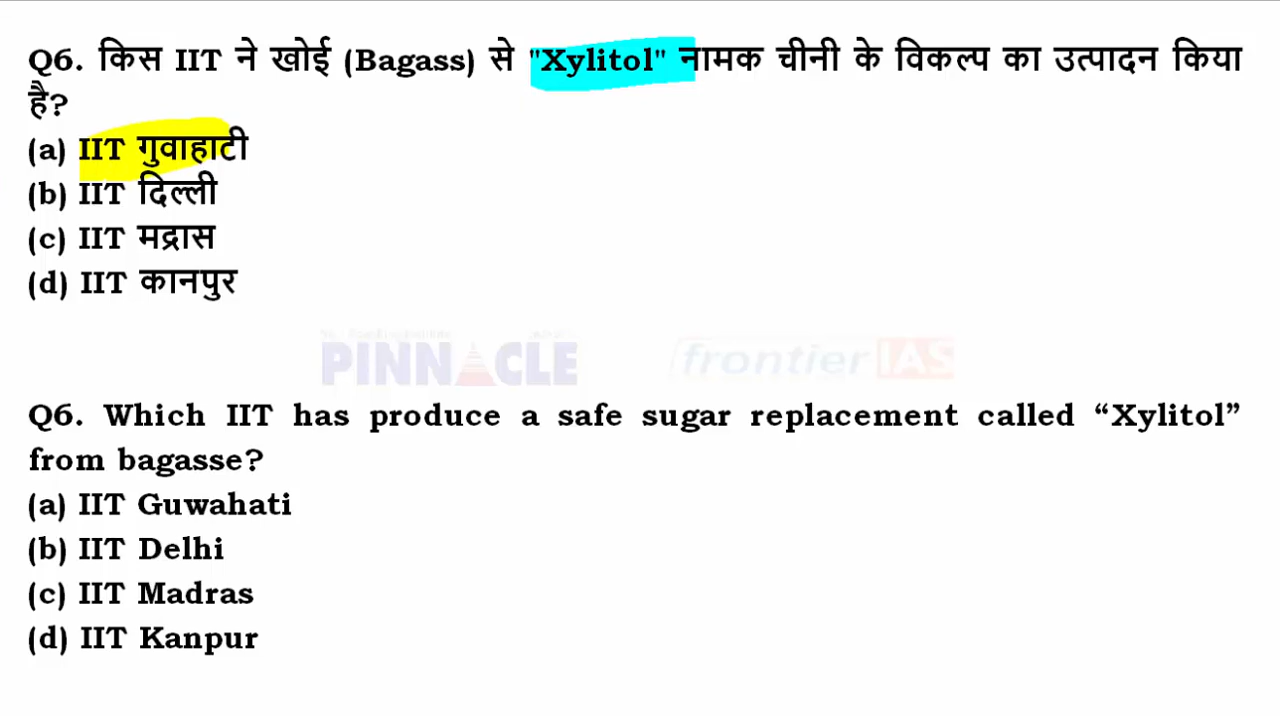 Q6. किस IIT ने खोई (Bagass) से "Xylitol" नामक चीनी के विकल्प का उत्पादन किया
है?
(a) IIT गुवाहाटी
(b) IIT दिल्ली
(c) IIT मद्रास
(d) IIT कानपुर
PINNACLE frontier IAS
Q6. Which IIT has produce a safe sugar replacement called “Xylitol”
from bagasse?
(a) IIT Guwahati
(b) IIT Delhi
(c) IIT Madras
(d) IIT Kanpur